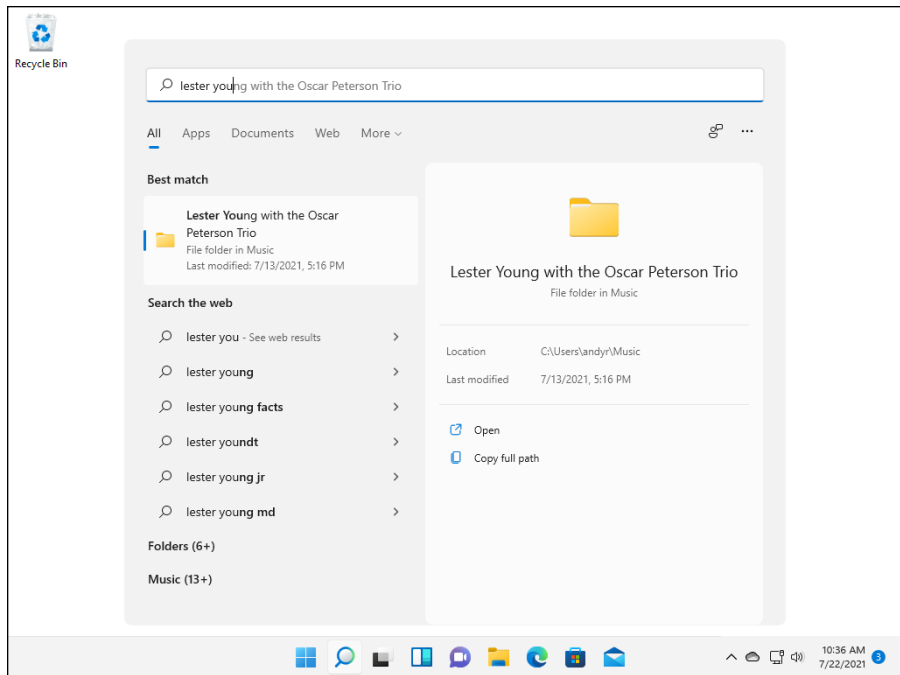 Recycle Bin
lester young with the Oscar Peterson Trio
All Apps Documents Web More
Best match
Lester Young with the Oscar
Peterson Trio
File folder in Music
Last modified: 7/13/2021, 5:16 PM
Search the web
lester you - See web results
lester young
lester young facts
lester youndt
lester young jr
lester young md
Folders (6+)
Music (13+)
Lester Young with the Oscar Peterson Trio
File folder in Music
Location C:\Users\andyr\Music
Last modified 7/13/2021, 5:16 PM
Open
Copy full path
10:36 AM
7/22/2021
3